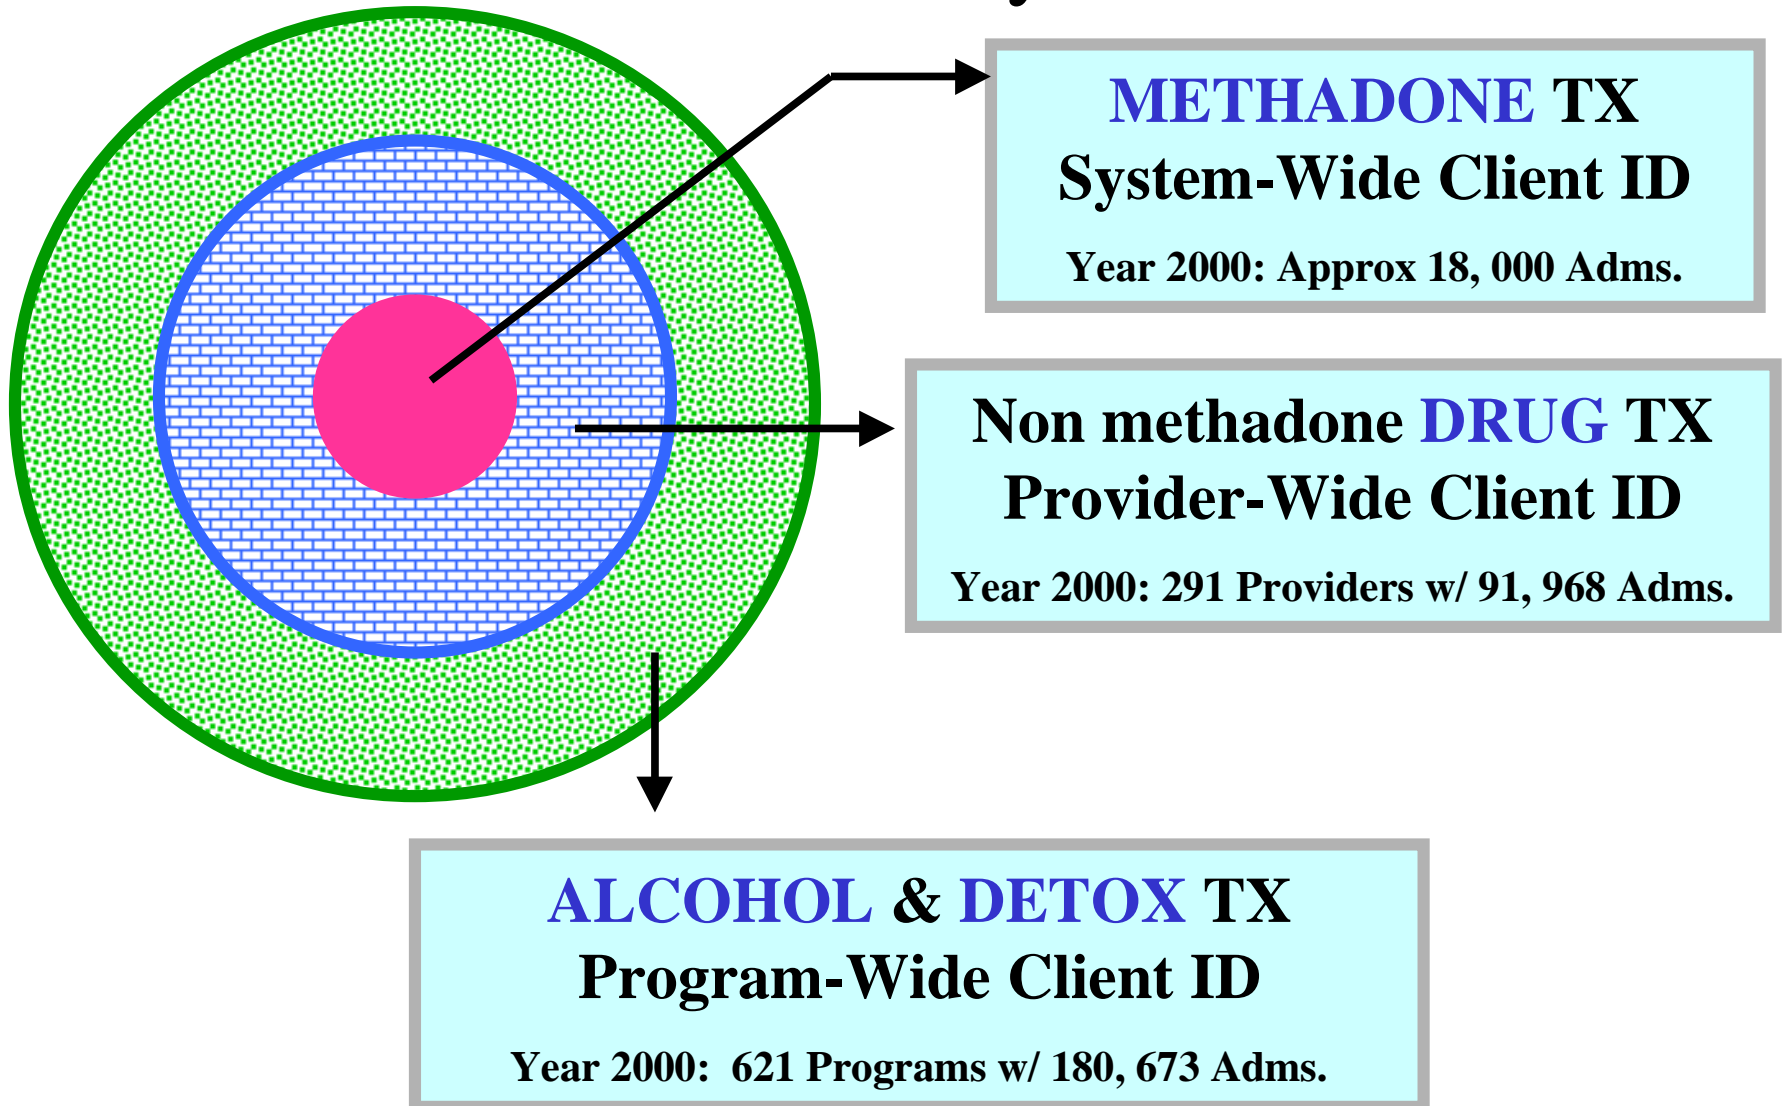 METHADONE TX
System-Wide Client ID
Year 2000: Approx 18, 000 Adms.
Non methadone DRUG TX
Provider-Wide Client ID
Year 2000: 291 Providers w/ 91, 968 Adms.
ALCOHOL & DETOX TX
Program-Wide Client ID
Year 2000: 621 Programs w/ 180, 673 Adms.